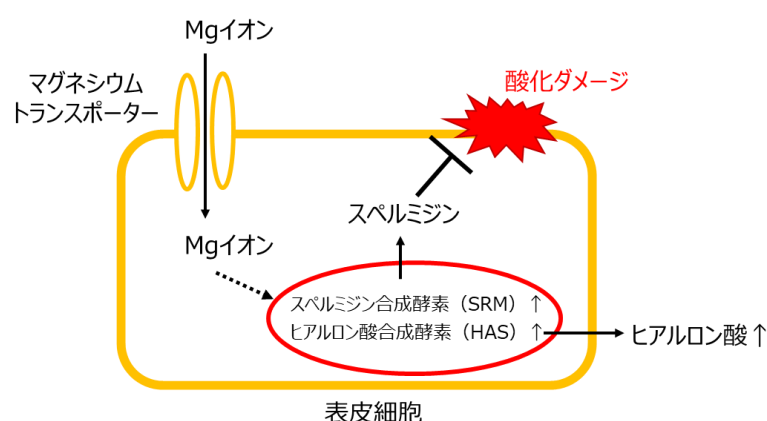 Mgイオン
マグネシウム
トランスポーター
酸化ダメージ
スペルミジン
Mgイオン
スペルミジン合成酵素（SRM）↑
ヒアルロン酸合成酵素（HAS）↑
ヒアルロン酸↑
表皮細胞